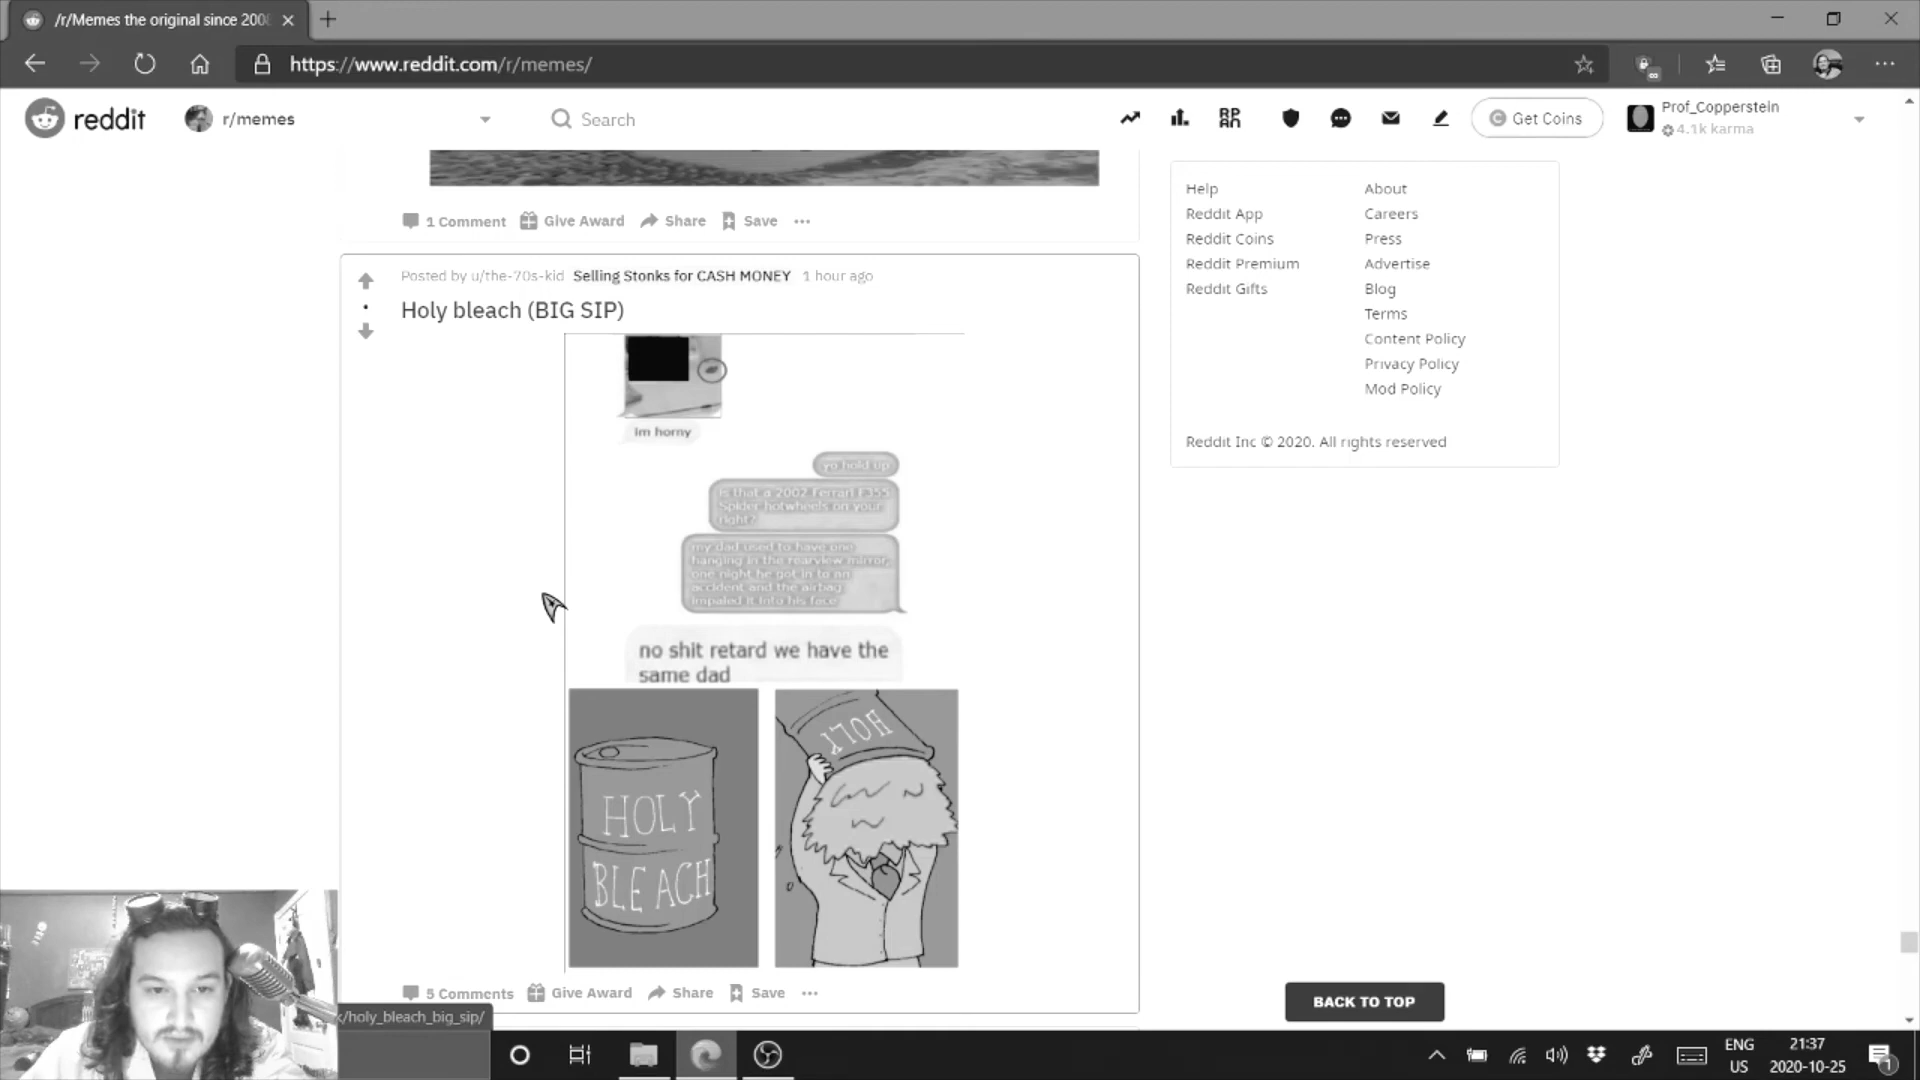 /r/Memes the original since 200
https://www.reddit.com/r/memes/
reddit
r/memes
Search
Get Coins
Prof_Copperstein
4.1k karma
1 Comment
Give Award
Share
Save
Posted by u/the-70s-kid Selling Stonks for CASH MONEY 1 hour ago
Holy bleach (BIG SIP)
Im horny
yo hold up
is that a 2002 Ferrari F355
Spider hotwheels on your
right?
my dad used to have one
hanging in the rearview mirror,
one night he got in to an
accident and the airbag
impaled it into his face
no shit retard we have the
same dad
HOLY
BLEACH
HOLY
5 Comments
Give Award
Share
Save
Help
Reddit App
Reddit Coins
Reddit Premium
Reddit Gifts
About
Careers
Press
Advertise
Blog
Terms
Content Policy
Privacy Policy
Mod Policy
Reddit Inc © 2020. All rights reserved
BACK TO TOP
/holy_bleach_big_sip/
ENG
US
21:37
2020-10-25
1